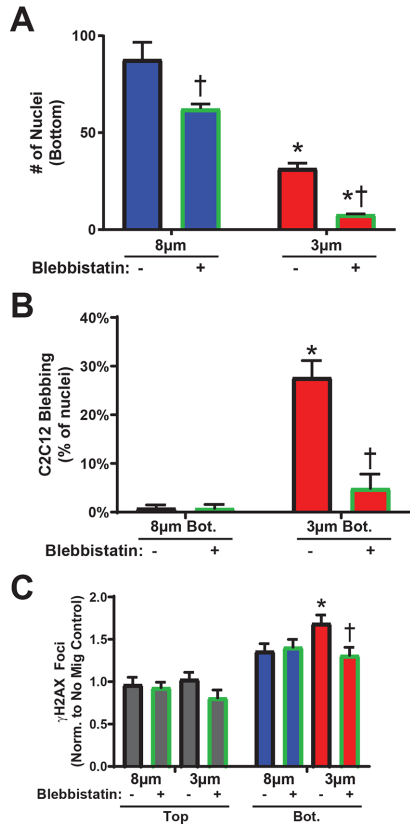 A
# of Nuclei
(Bottom)
100
50
0
†
*
*†
8µm 3µm
Blebbistatin: - + - +
B
C2C12 Blebbing
(% of nuclei)
40%
30%
20%
10%
0%
*
†
8µm Bot. 3µm Bot.
Blebbistatin: - + - +
C
γH2AX Foci
(Norm. to No Mig Control)
2.0
1.5
1.0
0.5
0.0
*
†
8µm 3µm 8µm 3µm
Blebbistatin: - + - + - + - +
Top Bot.